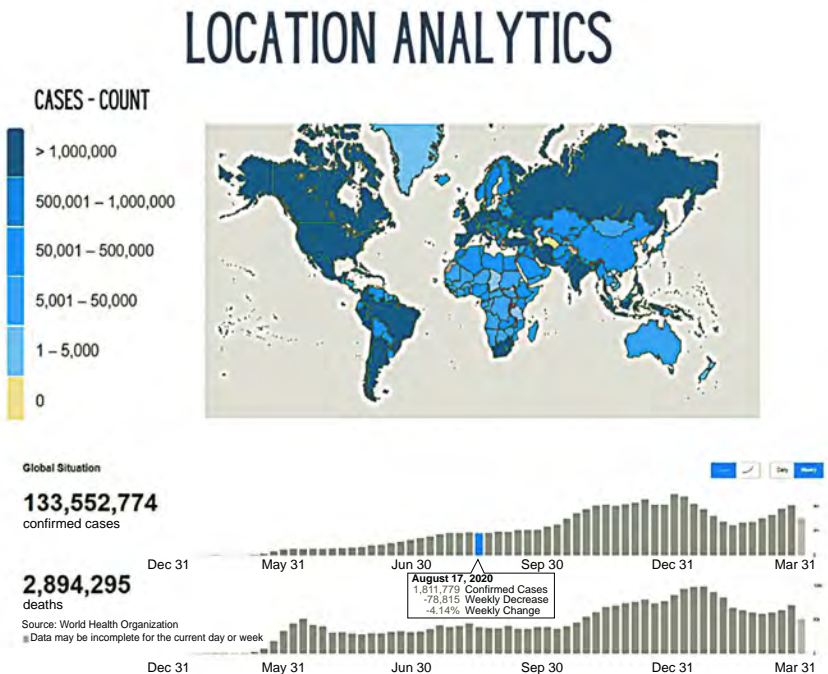 LOCATION ANALYTICS
CASES - COUNT
> 1,000,000
500,001 – 1,000,000
50,001 – 500,000
5,001 – 50,000
1 – 5,000
0
Global Situation
Daily
Weekly
133,552,774
confirmed cases
Dec 31
May 31
Jun 30
Sep 30
Dec 31
Mar 31
August 17, 2020
1,811,779 Confirmed Cases
-78,815 Weekly Decrease
-4.14% Weekly Change
2,894,295
deaths
Source: World Health Organization
Data may be incomplete for the current day or week
Dec 31
May 31
Jun 30
Sep 30
Dec 31
Mar 31